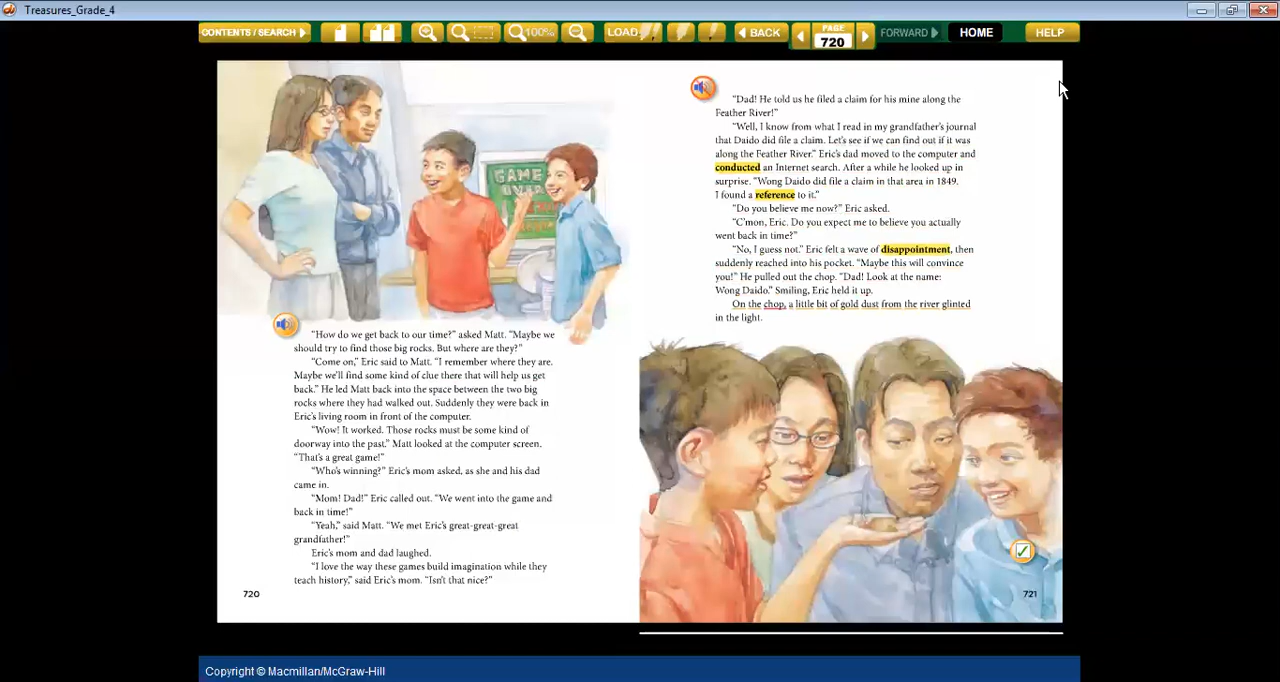 Treasures_Grade_4
CONTENTS / SEARCH
100%
LOAD
BACK
PAGE
720
FORWARD
HOME
HELP
GAME
OVER
“How do we get back to our time?” asked Matt. “Maybe we
should try to find those big rocks. But where are they?”
“Come on,” Eric said to Matt. “I remember where they are.
Maybe we’ll find some kind of clue there that will help us get
back.” He led Matt back into the space between the two big
rocks where they had walked out. Suddenly they were back in
Eric’s living room in front of the computer.
“Wow! It worked. Those rocks must be some kind of
doorway into the past.” Matt looked at the computer screen.
“That’s a great game!”
“Who’s winning?” Eric’s mom asked, as she and his dad
came in.
“Mom! Dad!” Eric called out. “We went into the game and
back in time!”
“Yeah,” said Matt. “We met Eric’s great-great-great
grandfather!”
Eric’s mom and dad laughed.
“I love the way these games build imagination while they
teach history,” said Eric’s mom. “Isn’t that nice?”
720
“Dad! He told us he filed a claim for his mine along the
Feather River!”
“Well, I know from what I read in my grandfather’s journal
that Daido did file a claim. Let’s see if we can find out if it was
along the Feather River.” Eric’s dad moved to the computer and
conducted an Internet search. After a while he looked up in
surprise. “Wong Daido did file a claim in that area in 1849.
I found a reference to it.”
“Do you believe me now?” Eric asked.
“C’mon, Eric. Do you expect me to believe you actually
went back in time?”
“No, I guess not.” Eric felt a wave of disappointment, then
suddenly reached into his pocket. “Maybe this will convince
you!” He pulled out the chop. “Dad! Look at the name:
Wong Daido.” Smiling, Eric held it up.
On the chop, a little bit of gold dust from the river glinted
in the light.
721
Copyright © Macmillan/McGraw-Hill